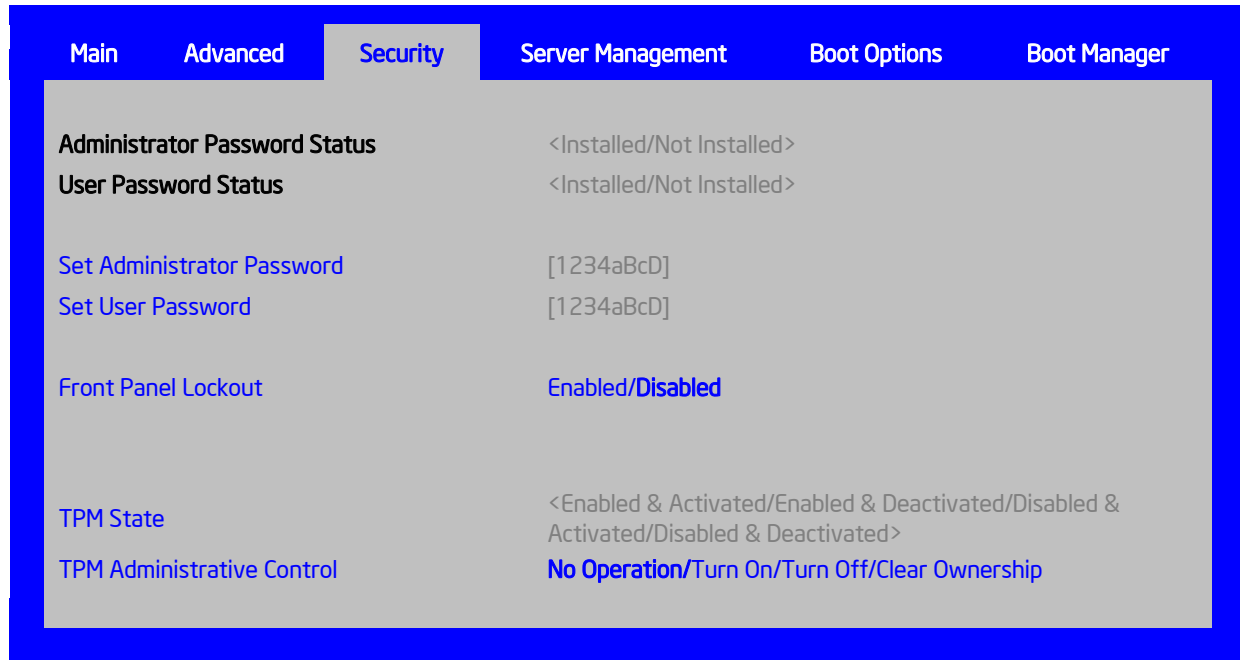 Main Advanced Security Server Management Boot Options Boot Manager
Administrator Password Status <Installed/Not Installed>
User Password Status <Installed/Not Installed>
Set Administrator Password [1234aBcD]
Set User Password [1234aBcD]
Front Panel Lockout Enabled/Disabled
TPM State <Enabled & Activated/Enabled & Deactivated/Disabled &
Activated/Disabled & Deactivated>
TPM Administrative Control No Operation/Turn On/Turn Off/Clear Ownership